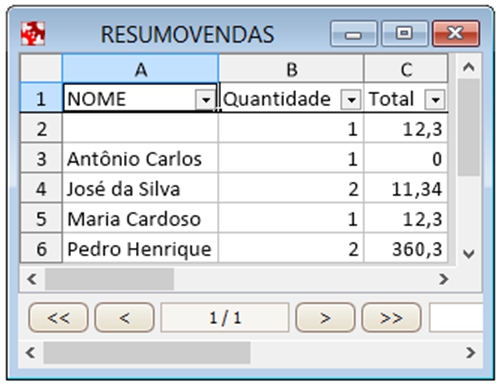 RESUMOVENDAS
A B C
1 NOME Quantidade Total
2 1 12,3
3 Antônio Carlos 1 0
4 José da Silva 2 11,34
5 Maria Cardoso 1 12,3
6 Pedro Henrique 2 360,3
<< < 1 / 1 > >>